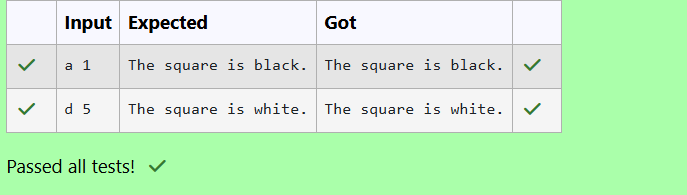 Input Expected Got
a 1 The square is black. The square is black.
d 5 The square is white. The square is white.
Passed all tests!